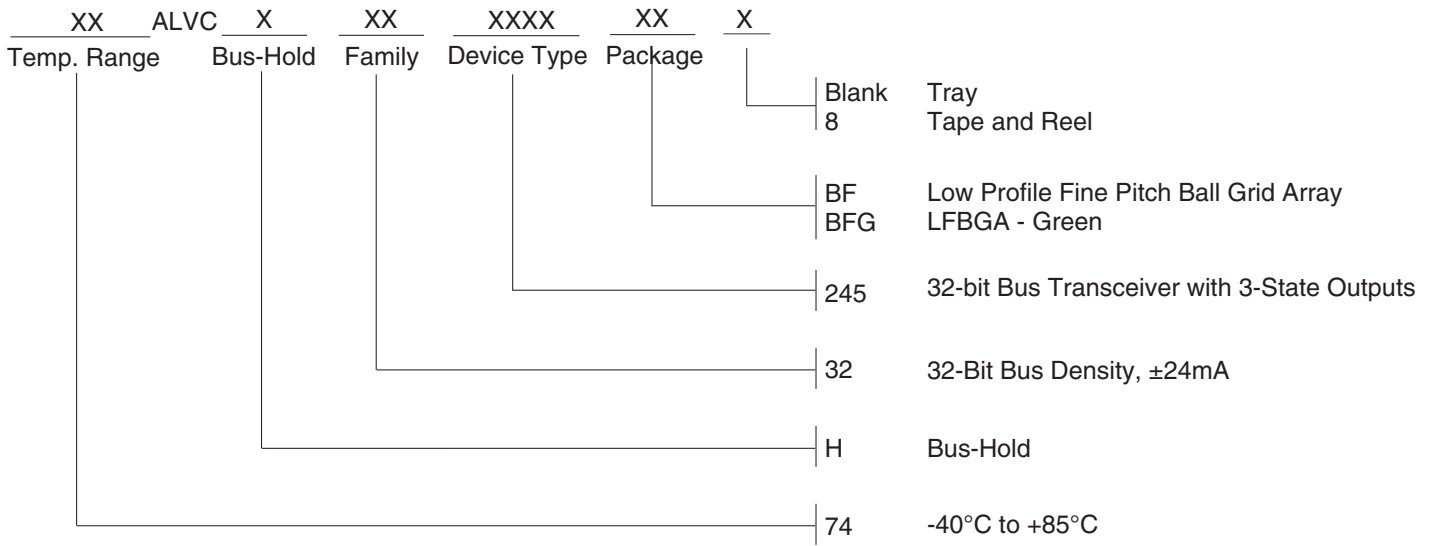 XX ALVC X XX XXXX XX X
Temp. Range Bus-Hold Family Device Type Package
Blank Tray
8 Tape and Reel
BF Low Profile Fine Pitch Ball Grid Array
BFG LFBGA - Green
245 32-bit Bus Transceiver with 3-State Outputs
32 32-Bit Bus Density, ±24mA
H Bus-Hold
74 -40°C to +85°C